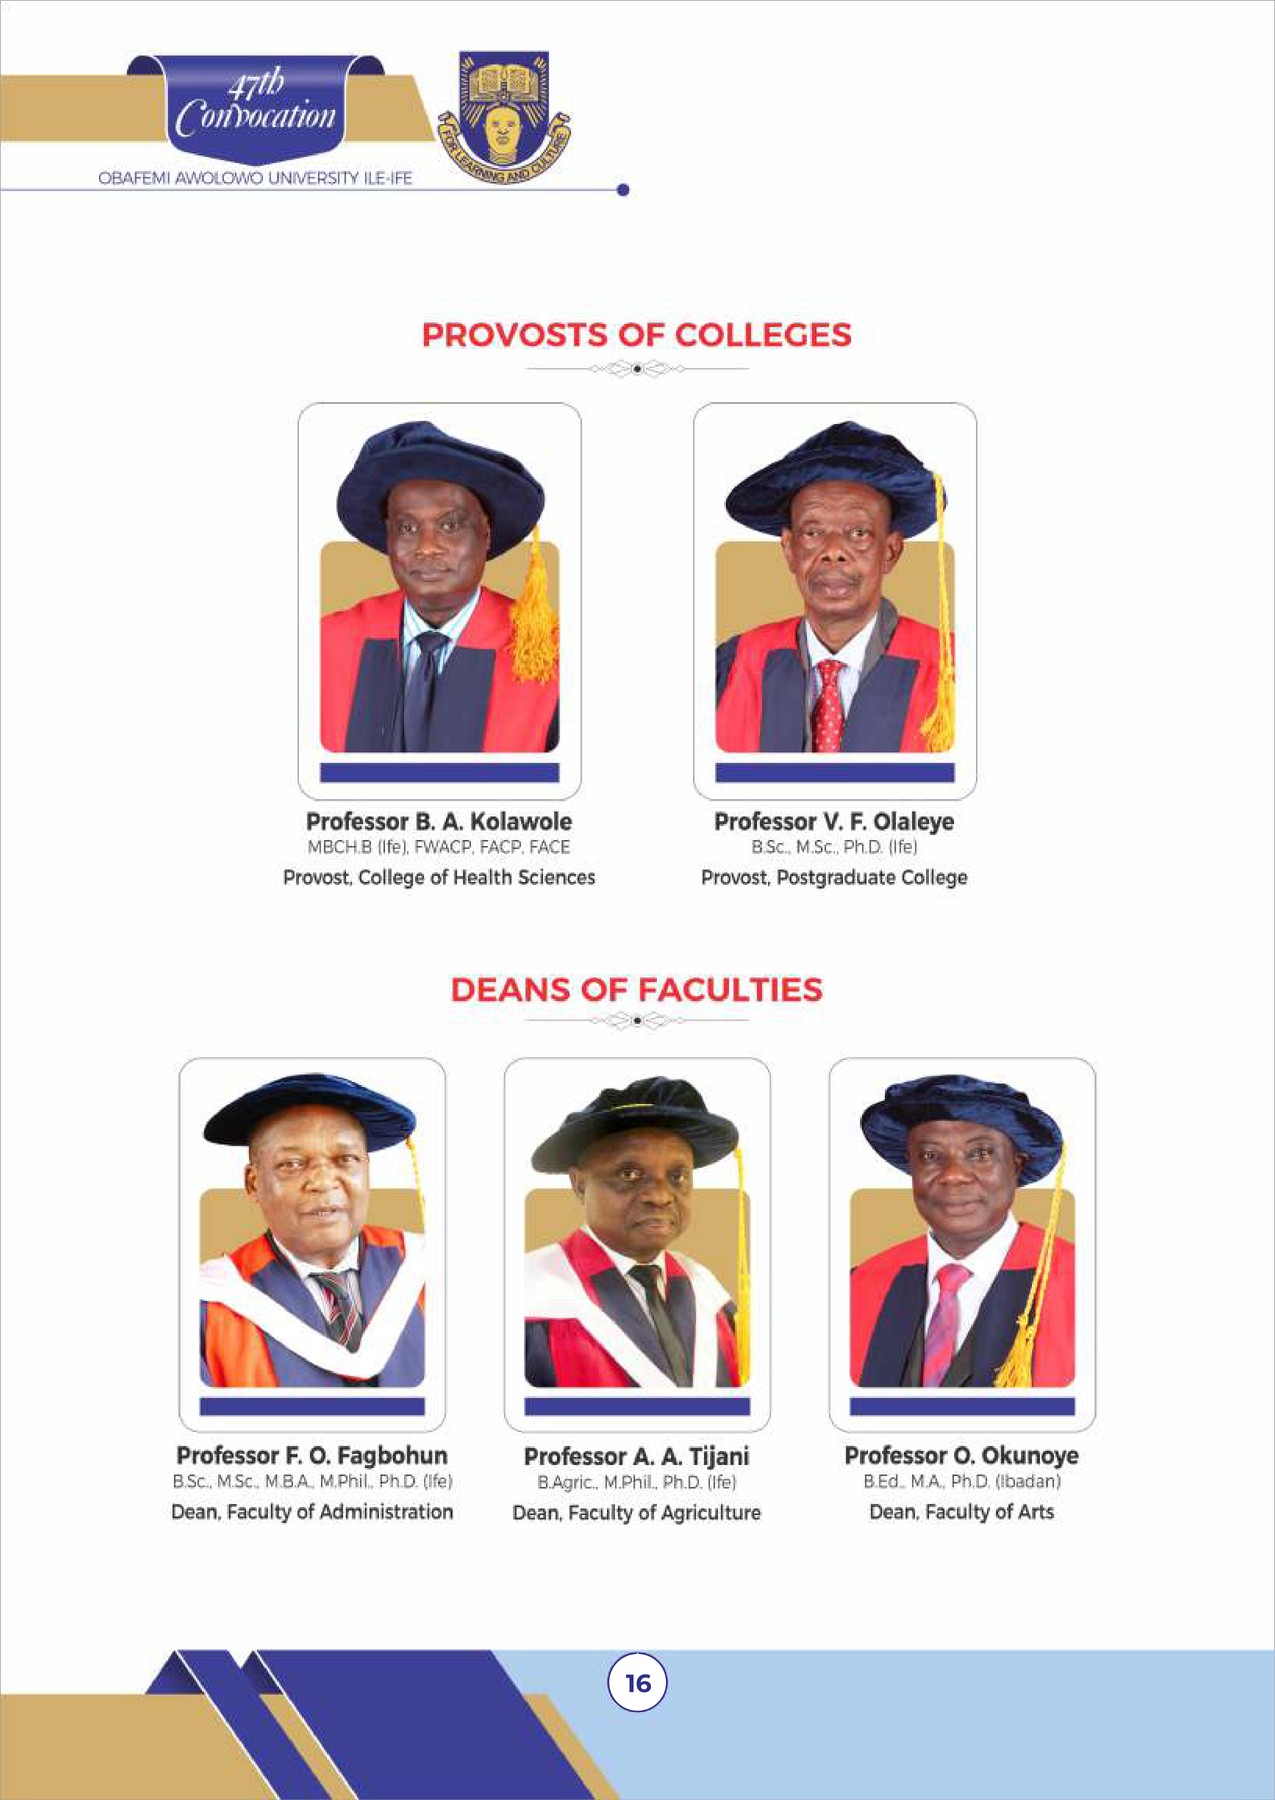 47th
Convocation
OBAFEMI AWOLOWO UNIVERSITY ILE-IFE
FOR LEARNING AND CULTURE
PROVOSTS OF COLLEGES
Professor B. A. Kolawole
MBCH.B (Ife), FWACP, FACP, FACE
Provost, College of Health Sciences
Professor V. F. Olaleye
B.Sc., M.Sc., Ph.D. (Ife)
Provost, Postgraduate College
DEANS OF FACULTIES
Professor F. O. Fagbohun
B.Sc., M.Sc., M.B.A., M.Phil., Ph.D. (Ife)
Dean, Faculty of Administration
Professor A. A. Tijani
B.Agric., M.Phil., Ph.D. (Ife)
Dean, Faculty of Agriculture
Professor O. Okunoye
B.Ed., M.A., Ph.D. (Ibadan)
Dean, Faculty of Arts
16